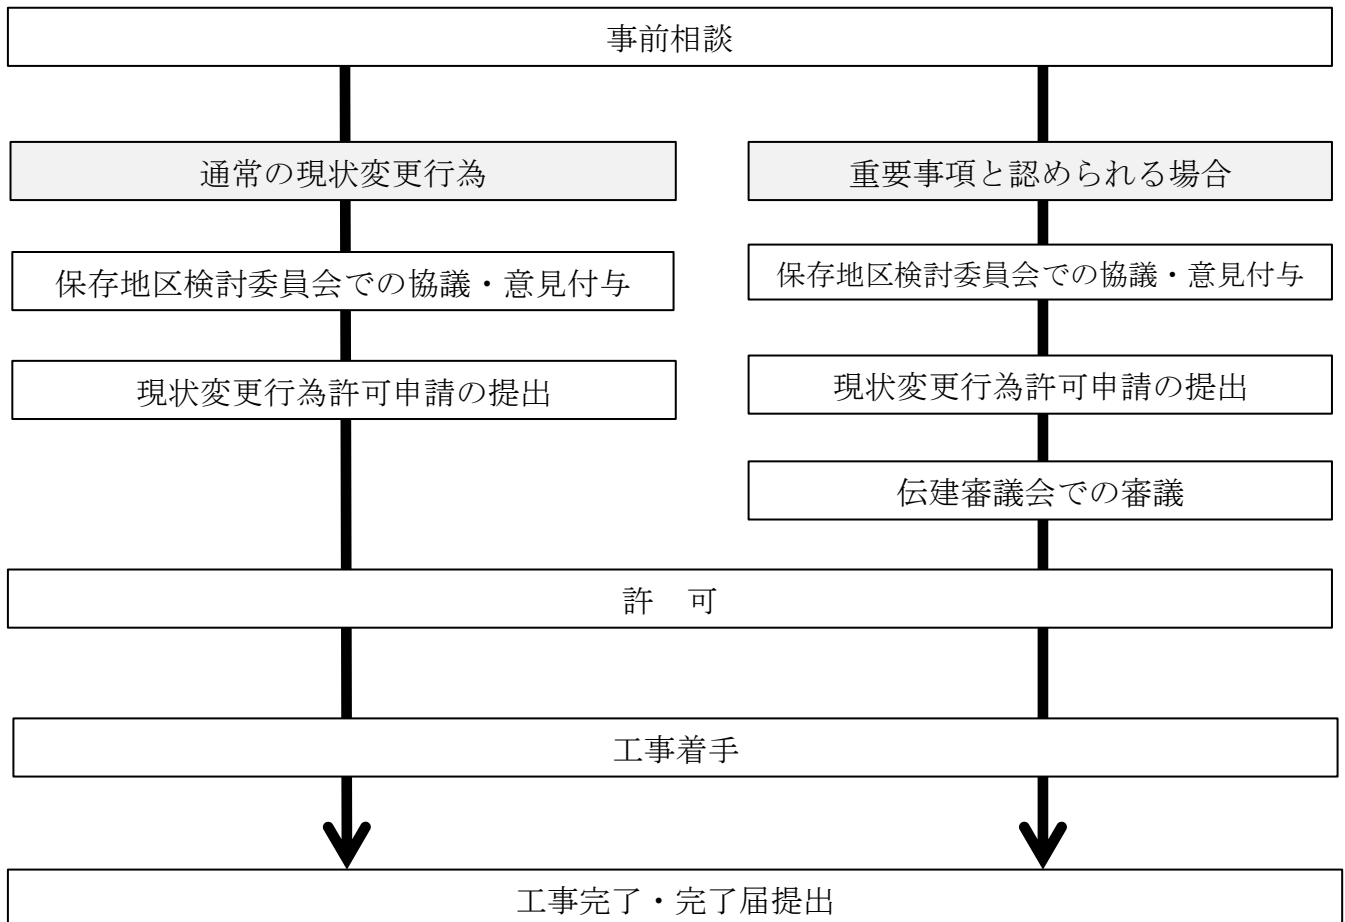 事前相談
通常の現状変更行為
重要事項と認められる場合
保存地区検討委員会での協議・意見付与
保存地区検討委員会での協議・意見付与
現状変更行為許可申請の提出
現状変更行為許可申請の提出
伝建審議会での審議
許　可
工事着手
工事完了・完了届提出